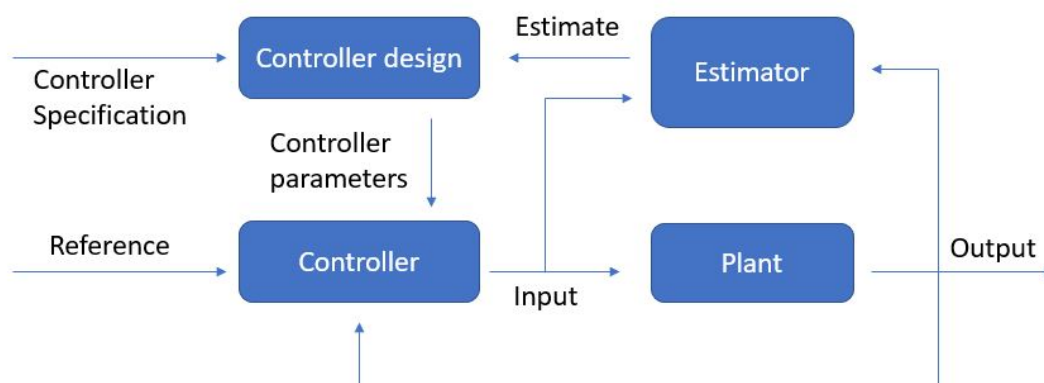 Estimate
Controller design
Estimator
Controller
Specification
Controller
parameters
Reference
Controller
Plant
Output
Input